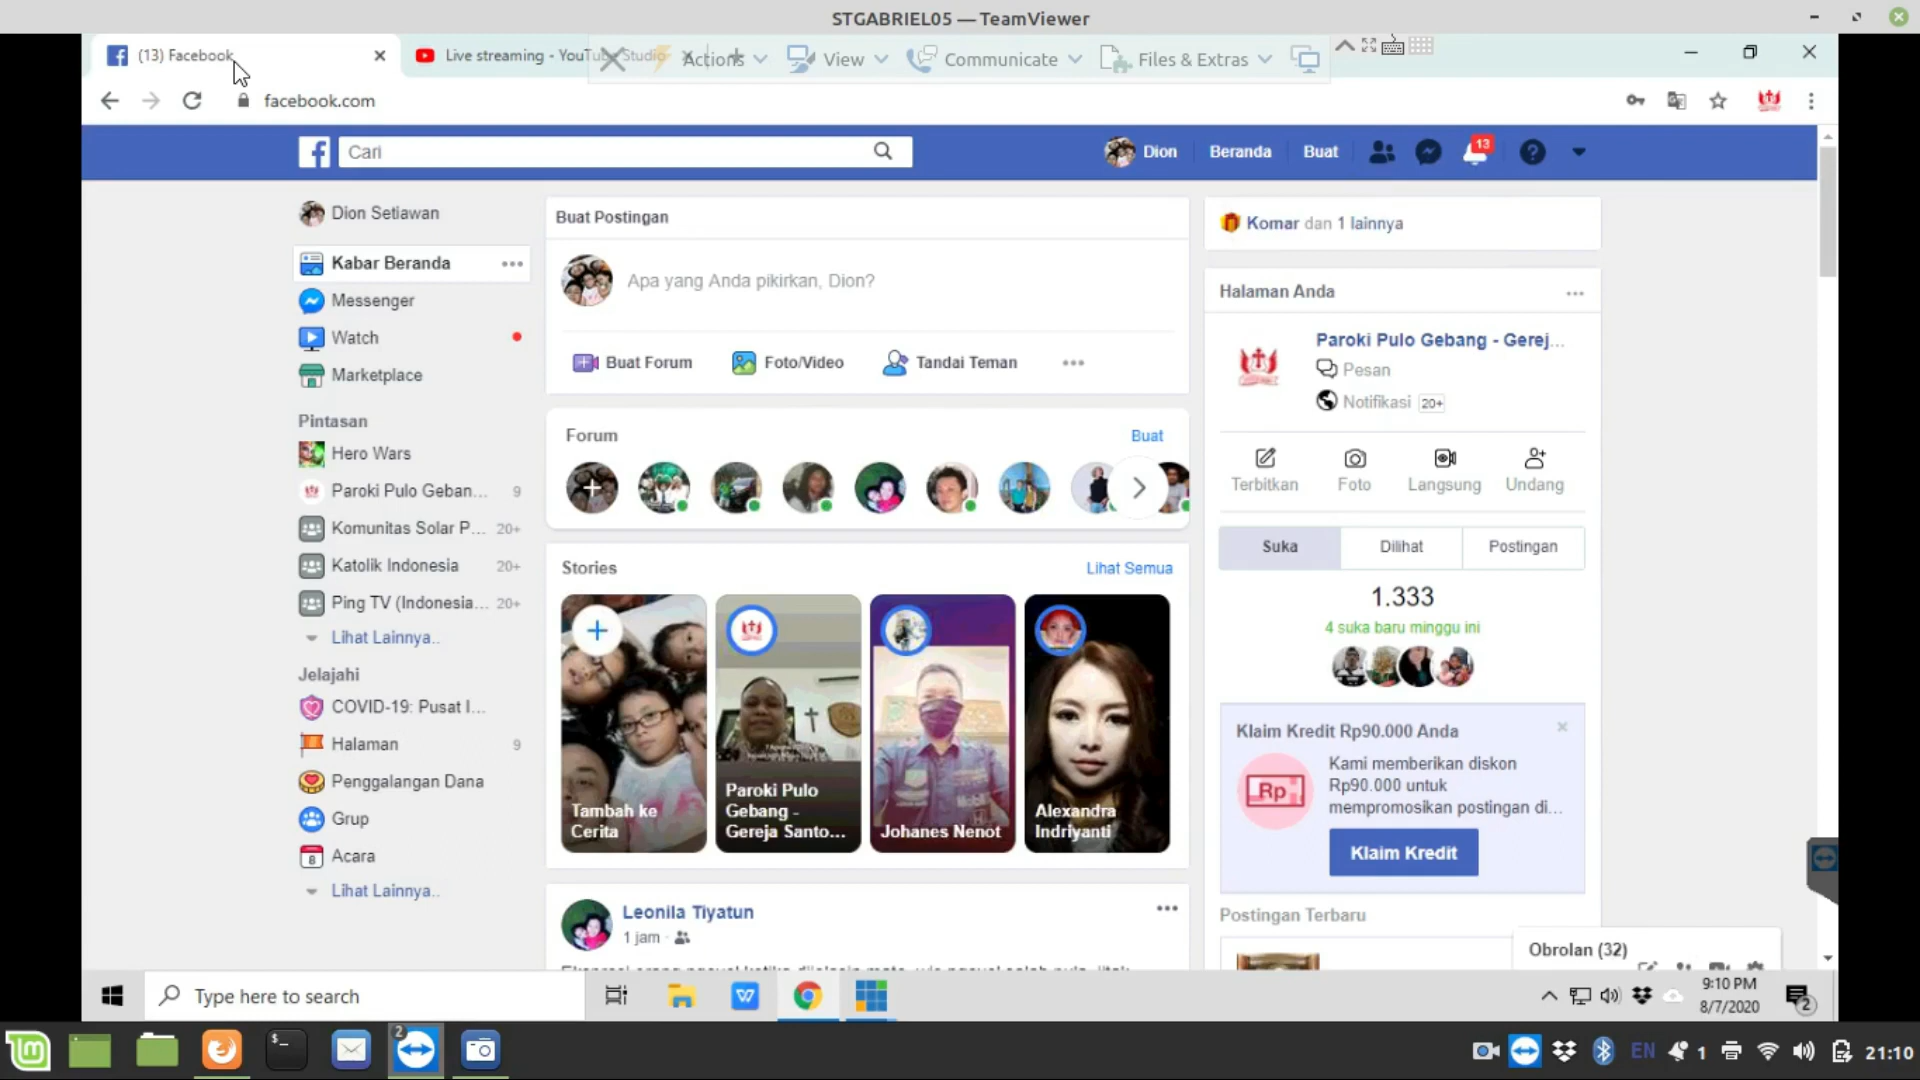 STGABRIEL05 — TeamViewer
(13) Facebook
Live streaming - YouTube Studio
Actions
View
Communicate
Files & Extras
facebook.com
Cari
Dion
Beranda
Buat
13
Dion Setiawan
Kabar Beranda
Messenger
Watch
Marketplace
Pintasan
Hero Wars
Paroki Pulo Geban... 9
Komunitas Solar P... 20+
Katolik Indonesia 20+
Ping TV (Indonesia... 20+
Lihat Lainnya..
Jelajahi
COVID-19: Pusat I...
Halaman 9
Penggalangan Dana
Grup
8
Acara
Lihat Lainnya..
Buat Postingan
Apa yang Anda pikirkan, Dion?
Buat Forum
Foto/Video
Tandai Teman
Forum
Buat
Stories
Lihat Semua
Tambah ke
Cerita
Paroki Pulo
Gebang -
Gereja Santo...
Johanes Nenot
Alexandra
Indriyanti
Leonila Tiyatun
1 jam
Komar dan 1 lainnya
Halaman Anda
Paroki Pulo Gebang - Gerej...
Pesan
Notifikasi 20+
Terbitkan
Foto
Langsung
Undang
Suka
Dilihat
Postingan
1.333
4 suka baru minggu ini
Klaim Kredit Rp90.000 Anda
Rp
Kami memberikan diskon
Rp90.000 untuk
mempromosikan postingan di...
Klaim Kredit
Postingan Terbaru
Obrolan (32)
Type here to search
9:10 PM
8/7/2020
2
2
EN
1
21:10